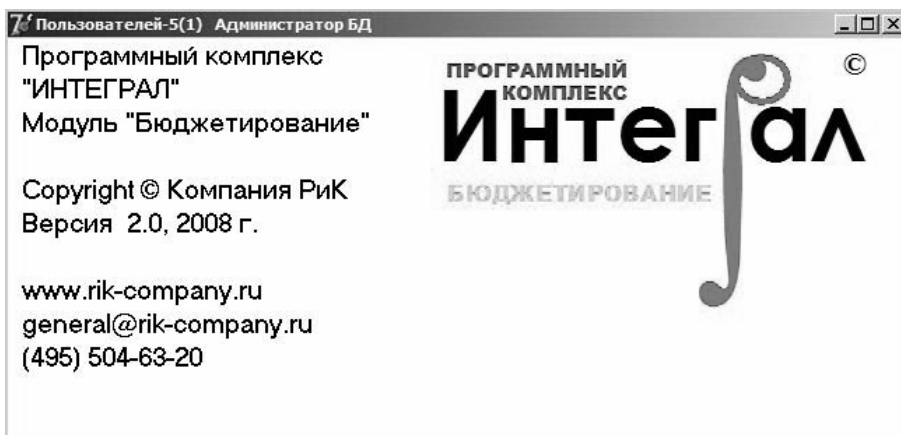 Пользователей-5(1) Администратор БД
Программный комплекс
"ИНТЕГРАЛ"
Модуль "Бюджетирование"
Copyright © Компания РиК
Версия 2.0, 2008 г.
www.rik-company.ru
general@rik-company.ru
(495) 504-63-20
ПРОГРАММНЫЙ
КОМПЛЕКС
©
Интеграл
БЮДЖЕТИРОВАНИЕ